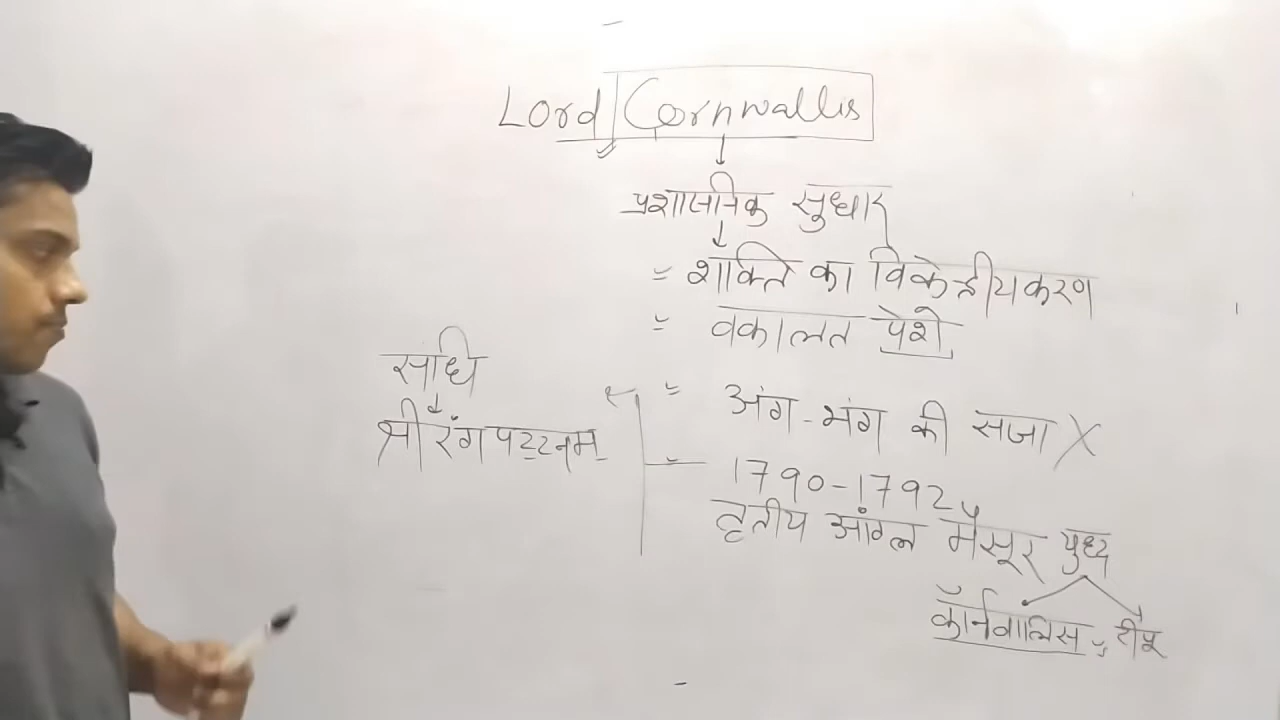 Lord Cornwallis
प्रशासनिक सुधार
= शक्ति का विकेन्द्रीयकरण
= वकालत पेशे
= अंग-भंग की सजा X
संधि
श्रीरंगपट्टनम
= 1790-1792
तृतीय आंग्ल मैसूर युद्ध
कॉर्नवालिस = टीपू